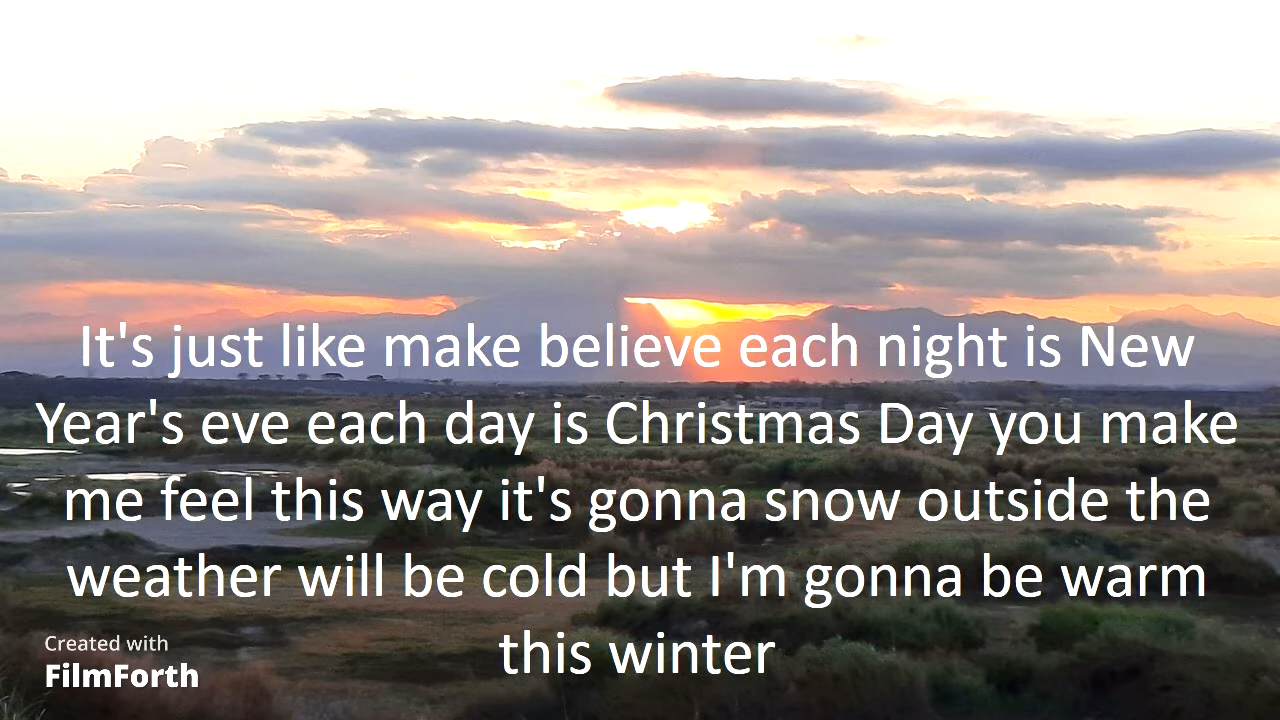 It's just like make believe each night is New
Year's eve each day is Christmas Day you make
me feel this way it's gonna snow outside the
weather will be cold but I'm gonna be warm
this winter
Created with
FilmForth